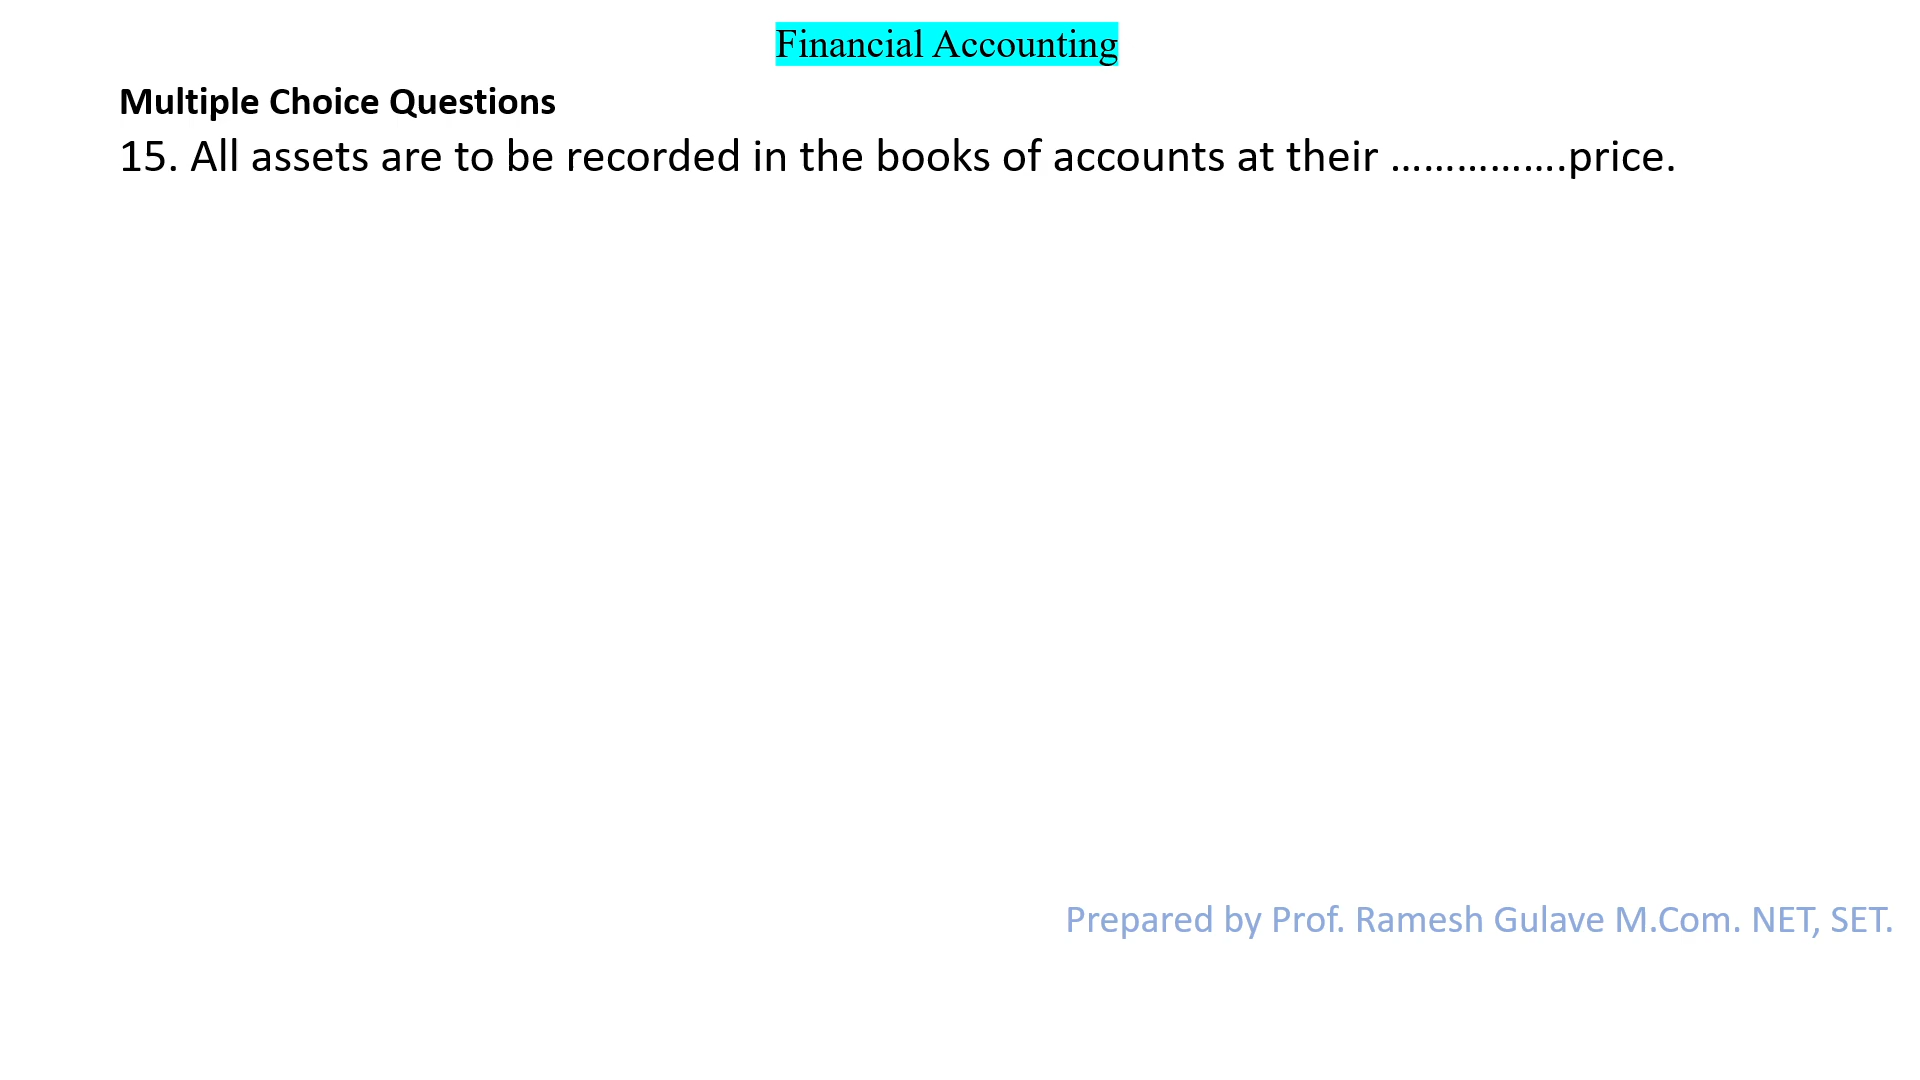 Financial Accounting
Multiple Choice Questions
15. All assets are to be recorded in the books of accounts at their …………….price.
Prepared by Prof. Ramesh Gulave M.Com. NET, SET.